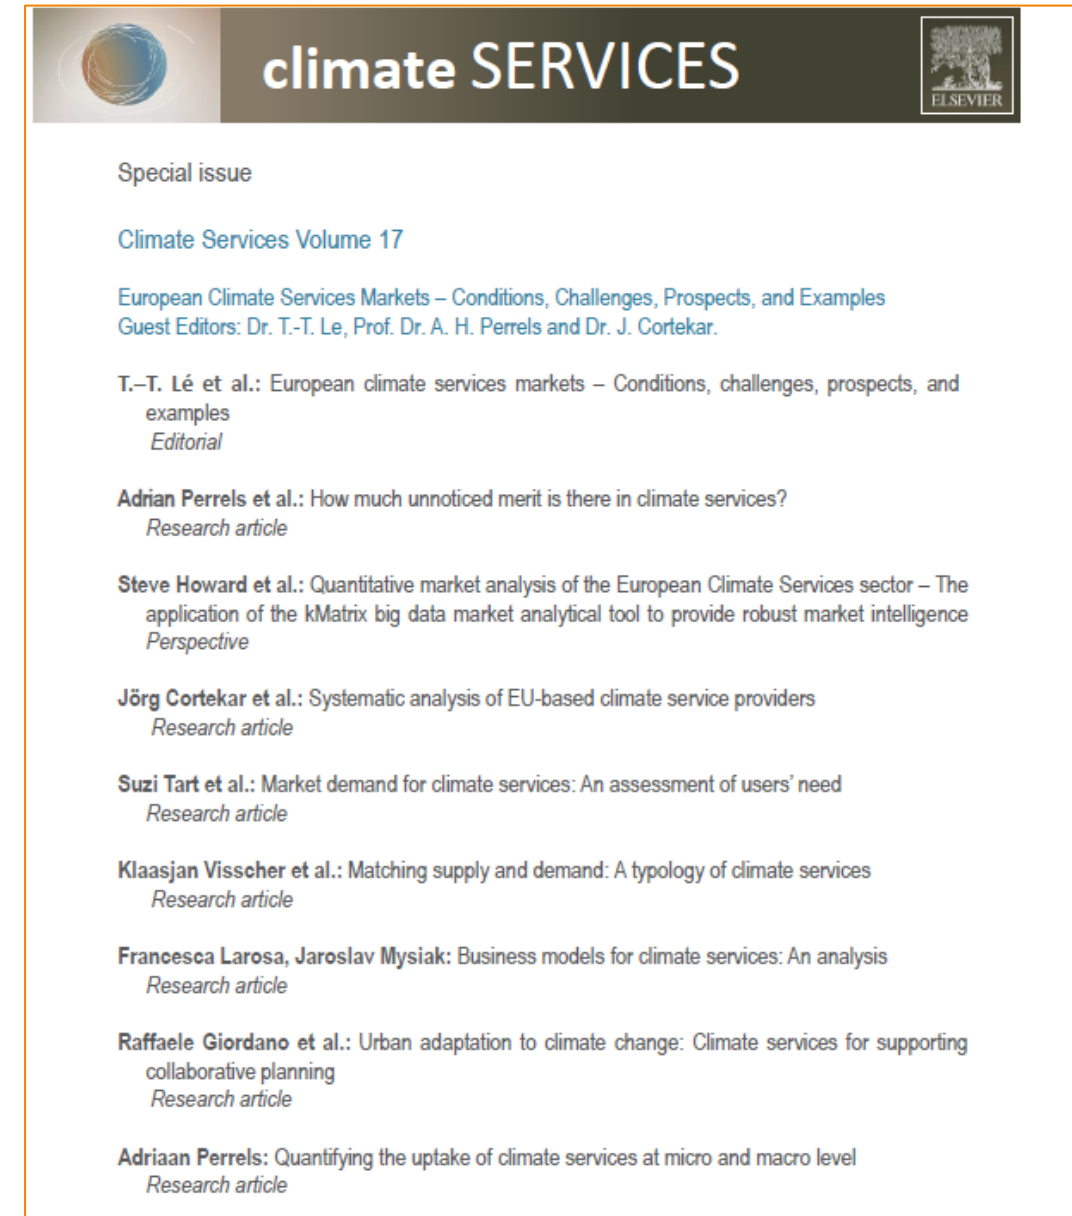 climate SERVICES
ELSEVIER
Special issue
Climate Services Volume 17
European Climate Services Markets – Conditions, Challenges, Prospects, and Examples
Guest Editors: Dr. T.-T. Le, Prof. Dr. A. H. Perrels and Dr. J. Cortekar.
T.–T. Lé et al.: European climate services markets – Conditions, challenges, prospects, and
examples
Editorial
Adrian Perrels et al.: How much unnoticed merit is there in climate services?
Research article
Steve Howard et al.: Quantitative market analysis of the European Climate Services sector – The
application of the kMatrix big data market analytical tool to provide robust market intelligence
Perspective
Jörg Cortekar et al.: Systematic analysis of EU-based climate service providers
Research article
Suzi Tart et al.: Market demand for climate services: An assessment of users’ need
Research article
Klaasjan Visscher et al.: Matching supply and demand: A typology of climate services
Research article
Francesca Larosa, Jaroslav Mysiak: Business models for climate services: An analysis
Research article
Raffaele Giordano et al.: Urban adaptation to climate change: Climate services for supporting
collaborative planning
Research article
Adriaan Perrels: Quantifying the uptake of climate services at micro and macro level
Research article